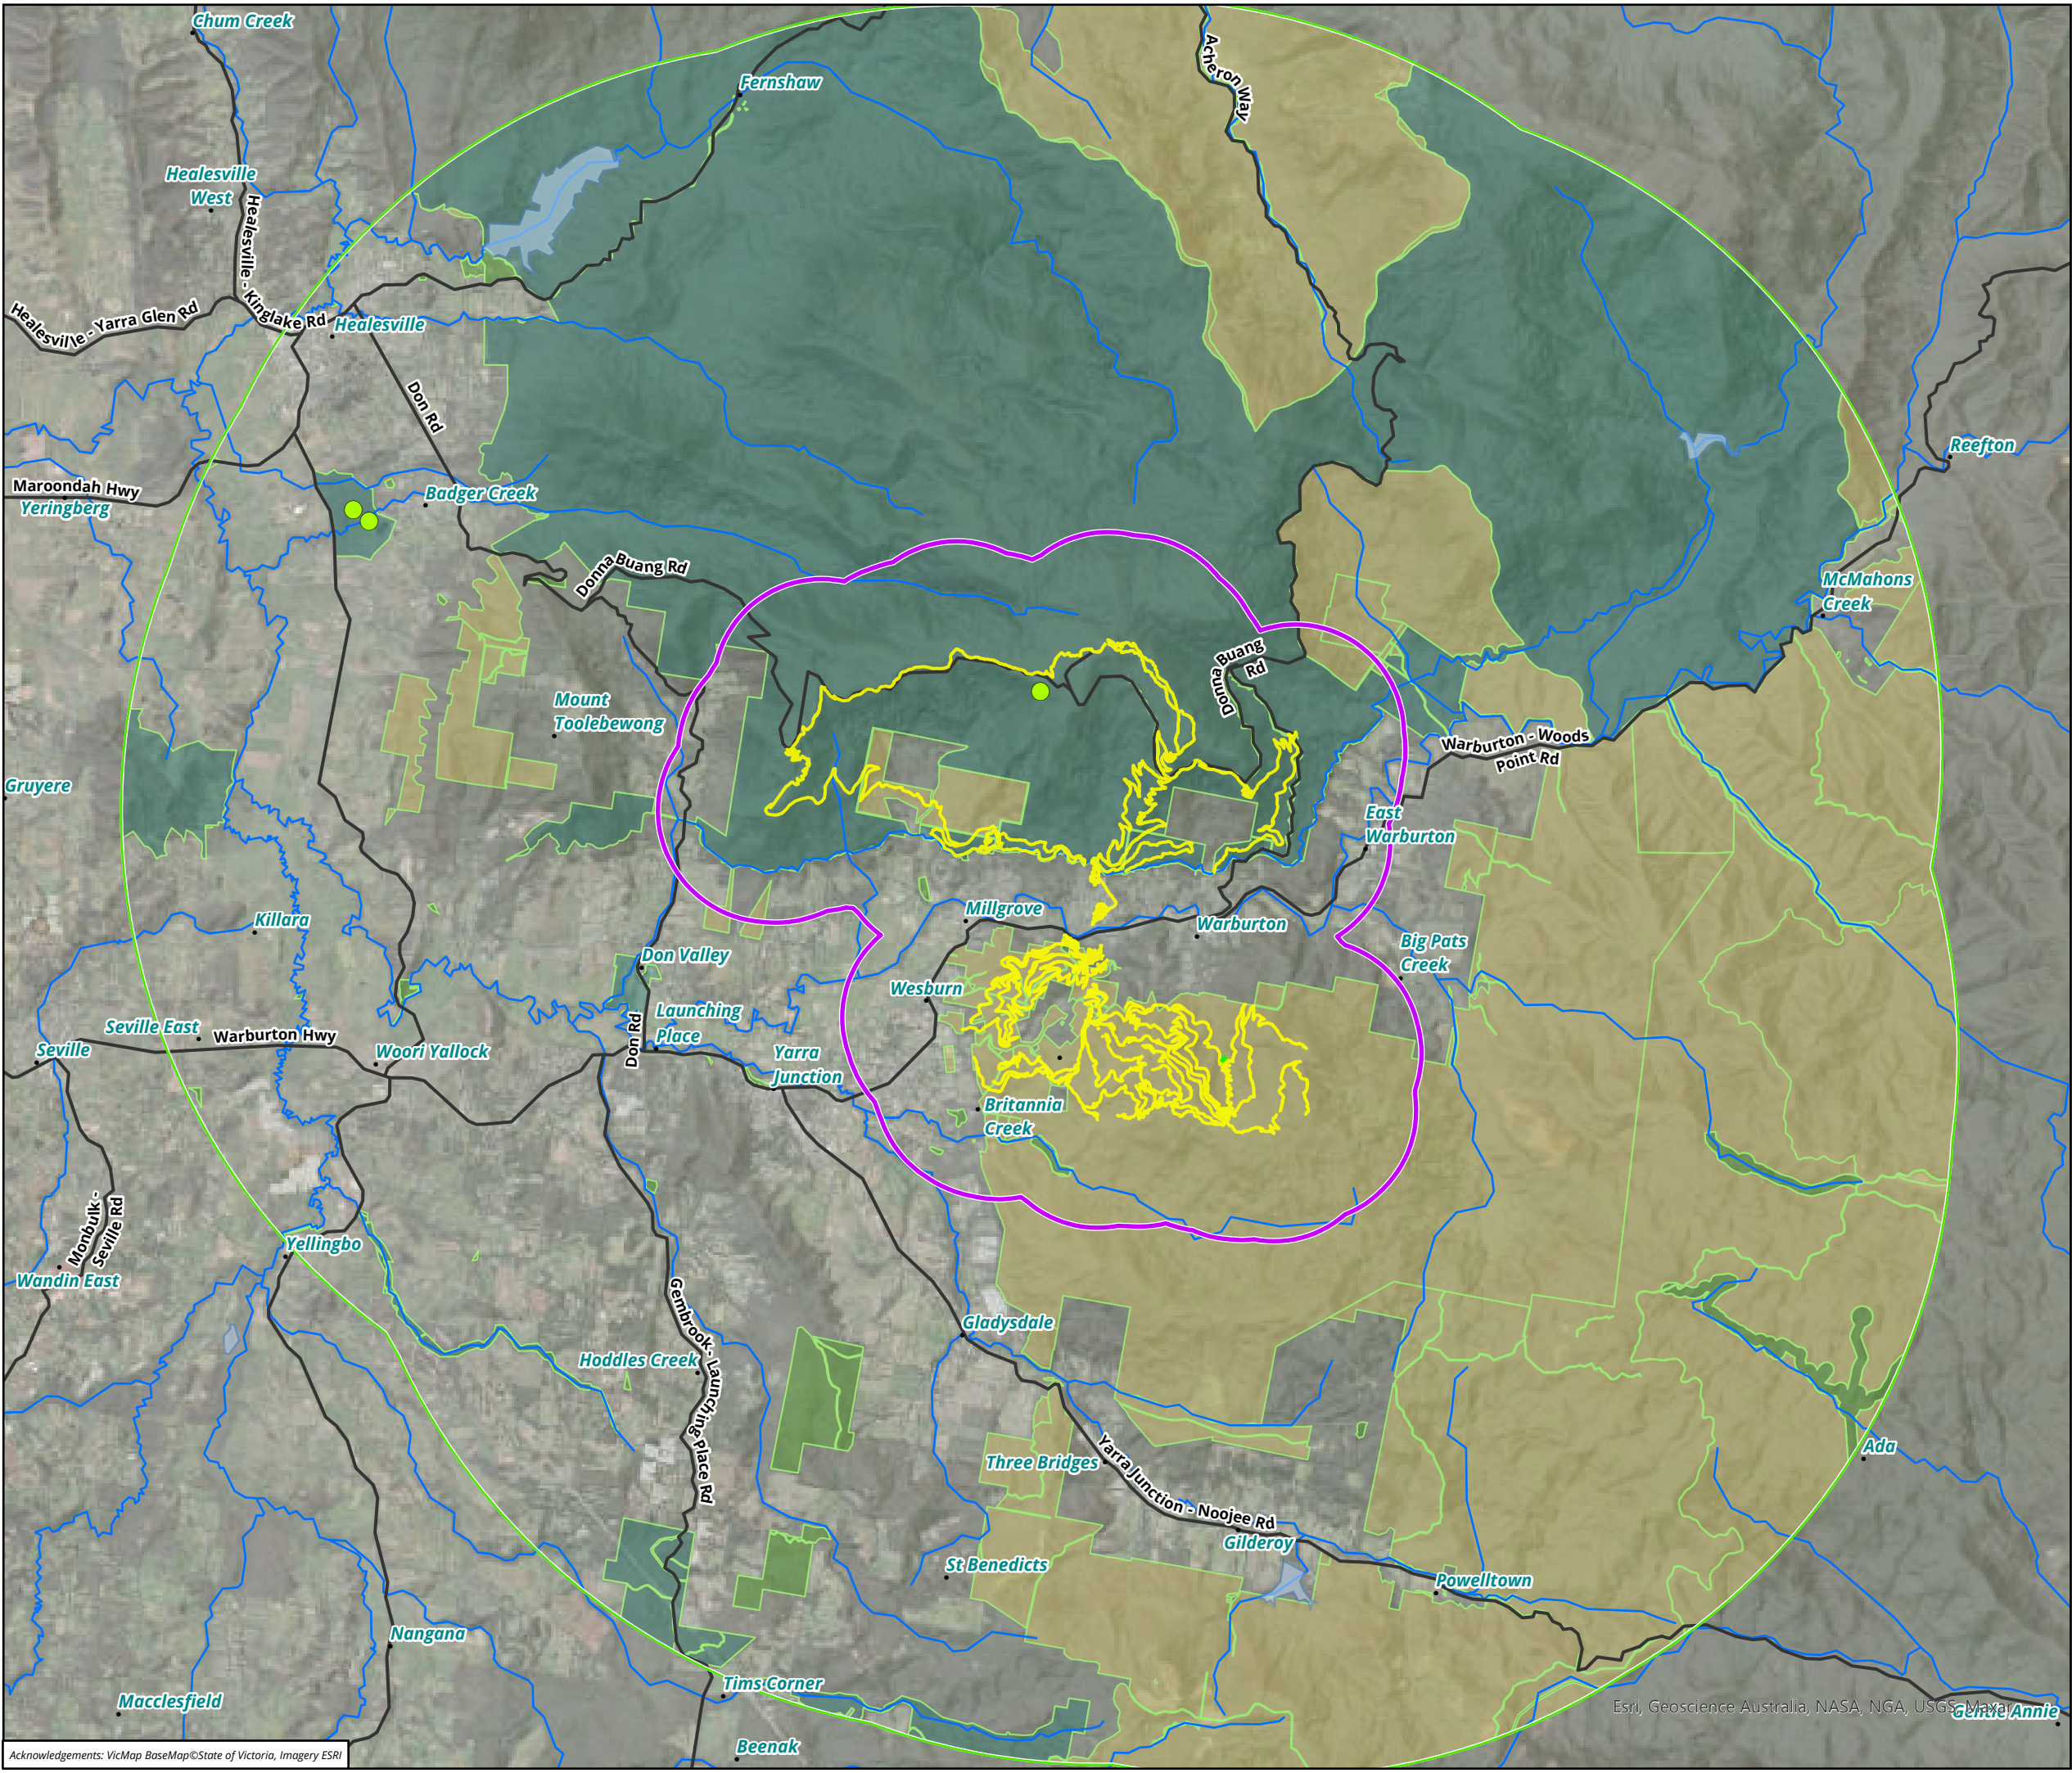 Chum Creek
Fernshaw
Acheron Way
Healesville
West
Healesville - Kinglake Rd
Healesville - Yarra Glen Rd
Healesville
Don Rd
Maroondah Hwy
Yeringberg
Badger Creek
Reefton
Donna Buang Rd
McMahons
Creek
Donna Buang
Rd
Mount
Toolebewong
Warburton - Woods
Point Rd
Gruyere
East
Warburton
Millgrove
Killara
Warburton
Big Pats
Creek
Don Valley
Wesburn
Launching
Place
Seville East
Warburton Hwy
Don Rd
Seville
Woori Yallock
Yarra
Junction
Britannia
Creek
Monbulk -
Seville Rd
Yellingbo
Wandin East
Gembrook - Launching Place Rd
Gladysdale
Hoddles Creek
Three Bridges
Yarra Junction - Noojee Rd
Ada
Gilderoy
St Benedicts
Powelltown
Nangana
Tims Corner
Macclesfield
Esri, Geoscience Australia, NASA, NGA, USGS, Maxar
Gentle Annie
Beenak
Acknowledgements: VicMap BaseMap©State of Victoria, Imagery ESRI